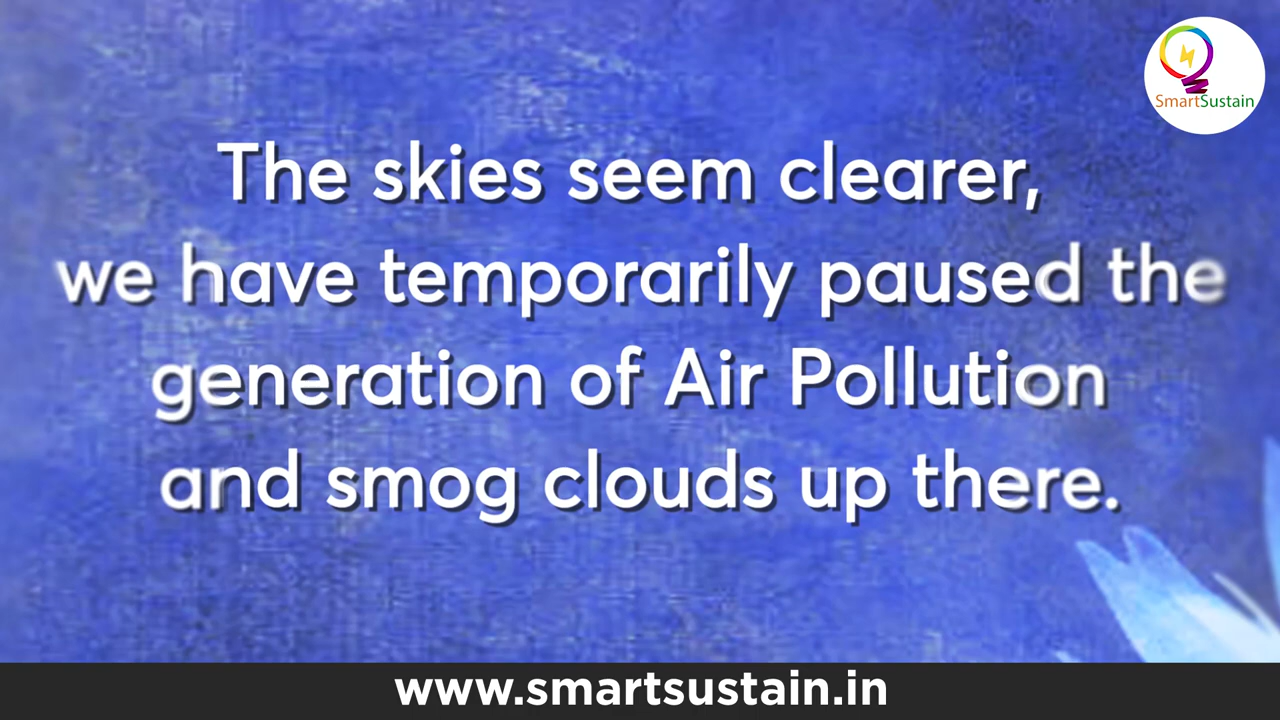 SmartSustain
The skies seem clearer,
we have temporarily paused the
generation of Air Pollution
and smog clouds up there.
www.smartsustain.in